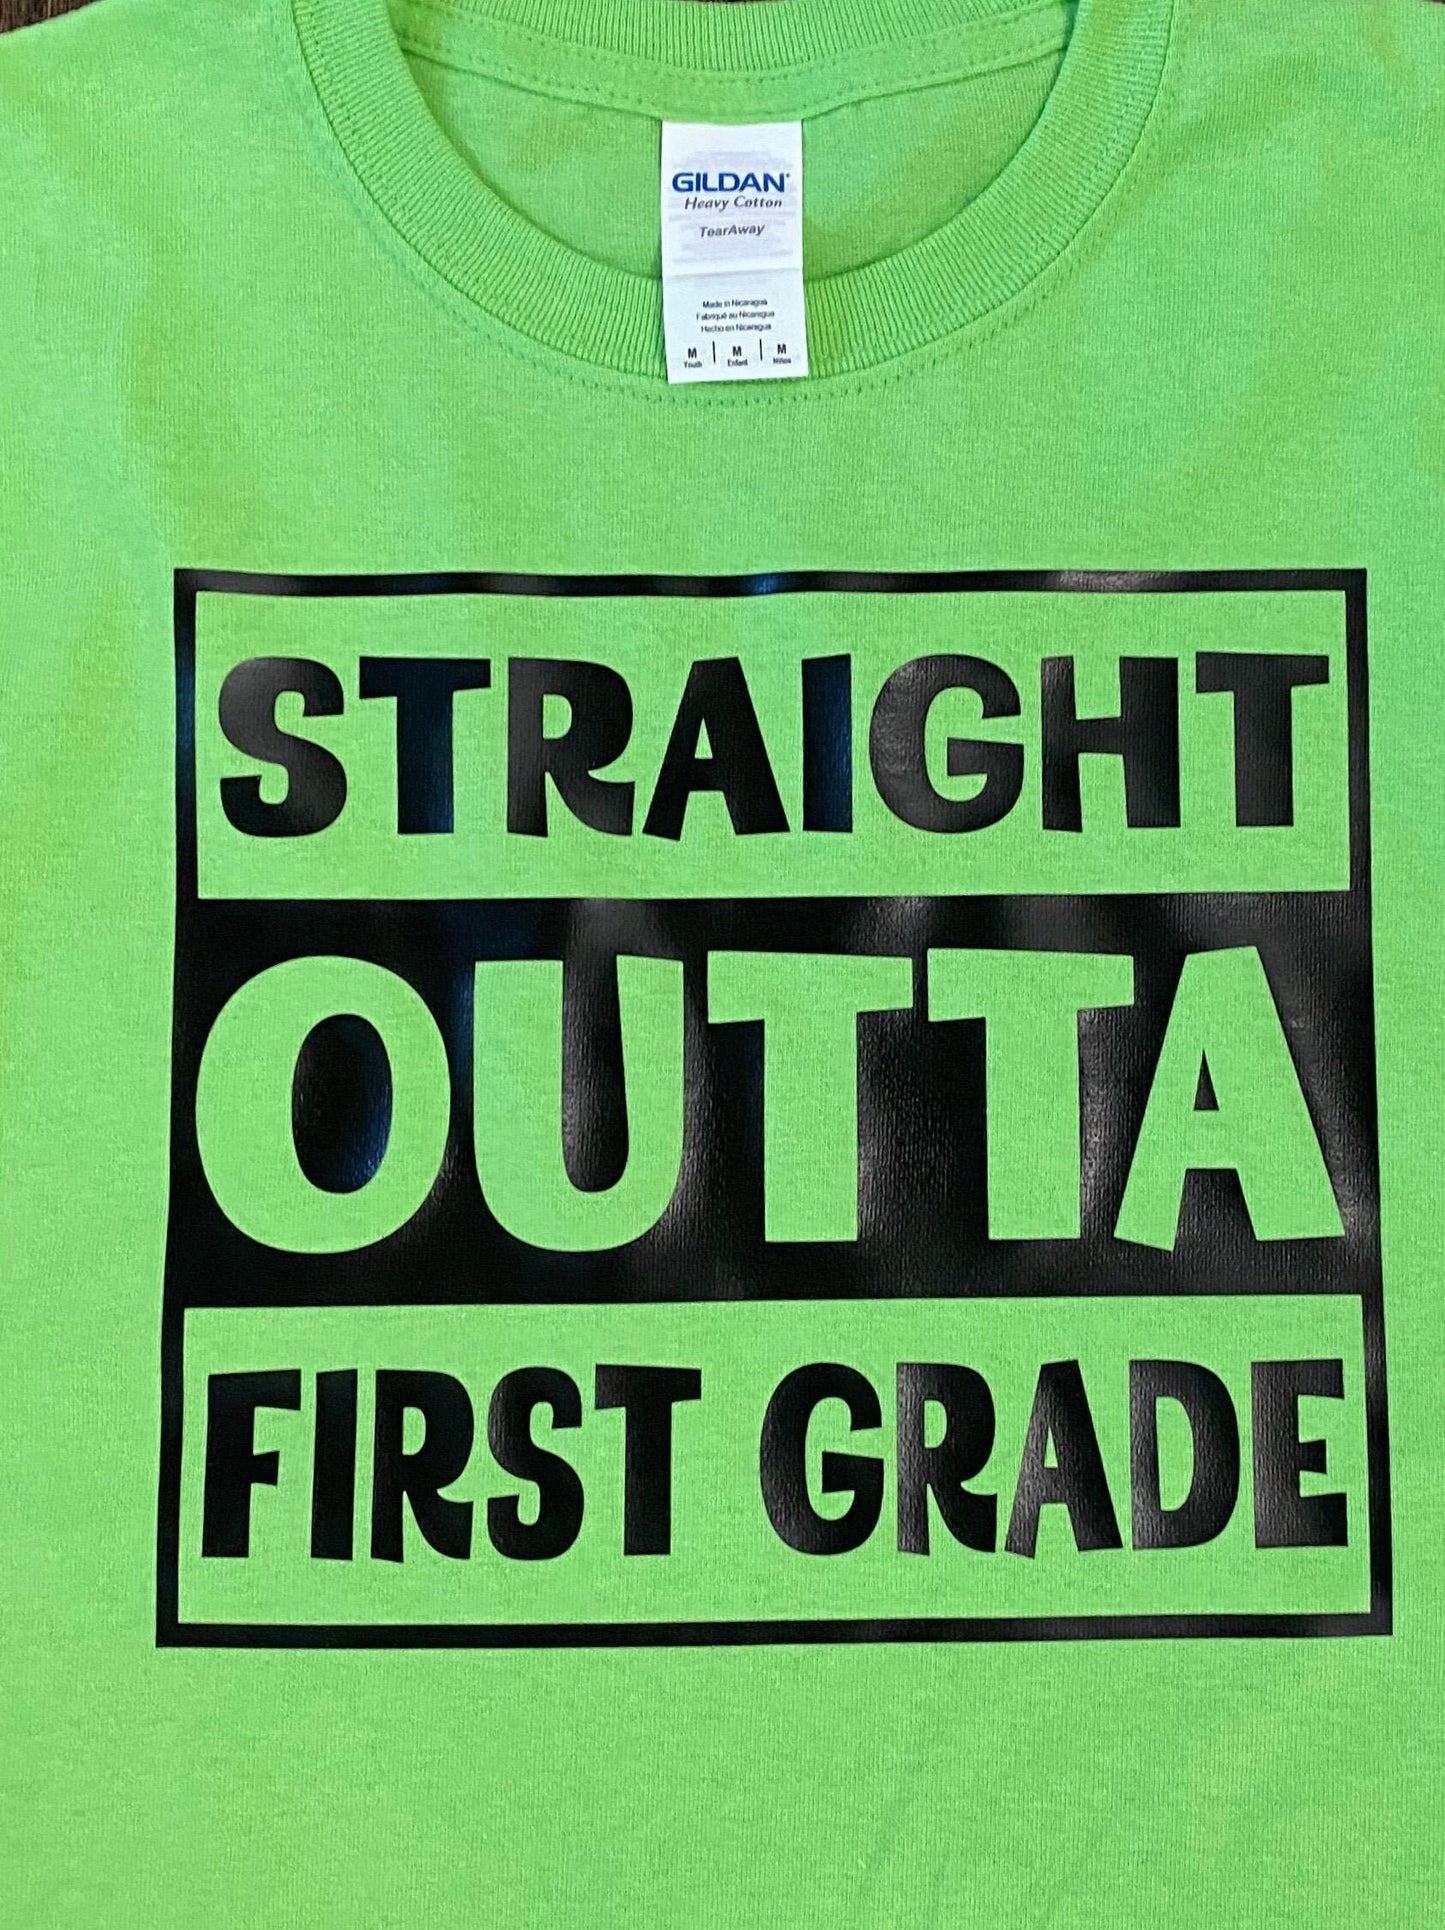 GILDAN®
Heavy Cotton
TearAway
Made in Nicaragua
Fabriqué au Nicaragua
Hecho en Nicaragua
M | M | M
Youth Enfant Niños
STRAIGHT
OUTTA
FIRST GRADE